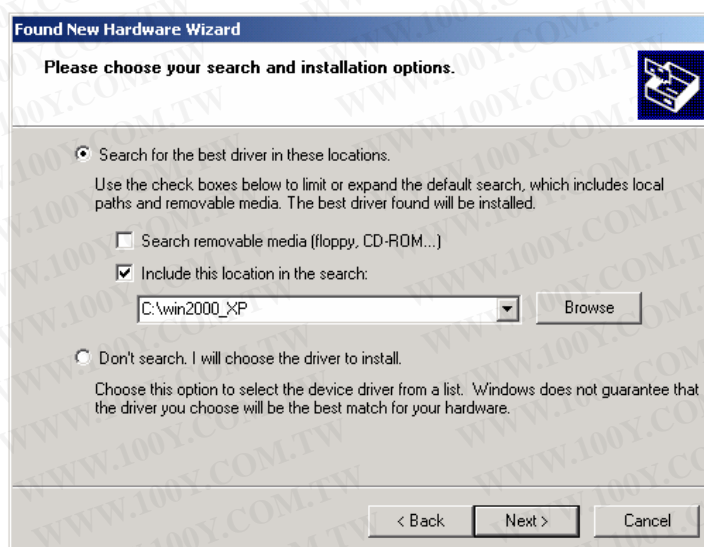 Found New Hardware Wizard
Please choose your search and installation options.
Search for the best driver in these locations.
Use the check boxes below to limit or expand the default search, which includes local
paths and removable media. The best driver found will be installed.
Search removable media (floppy, CD-ROM...)
Include this location in the search:
C:\win2000_XP
Browse
Don't search. I will choose the driver to install.
Choose this option to select the device driver from a list. Windows does not guarantee that
the driver you choose will be the best match for your hardware.
< Back
Next >
Cancel
WWW.100Y.COM.TW